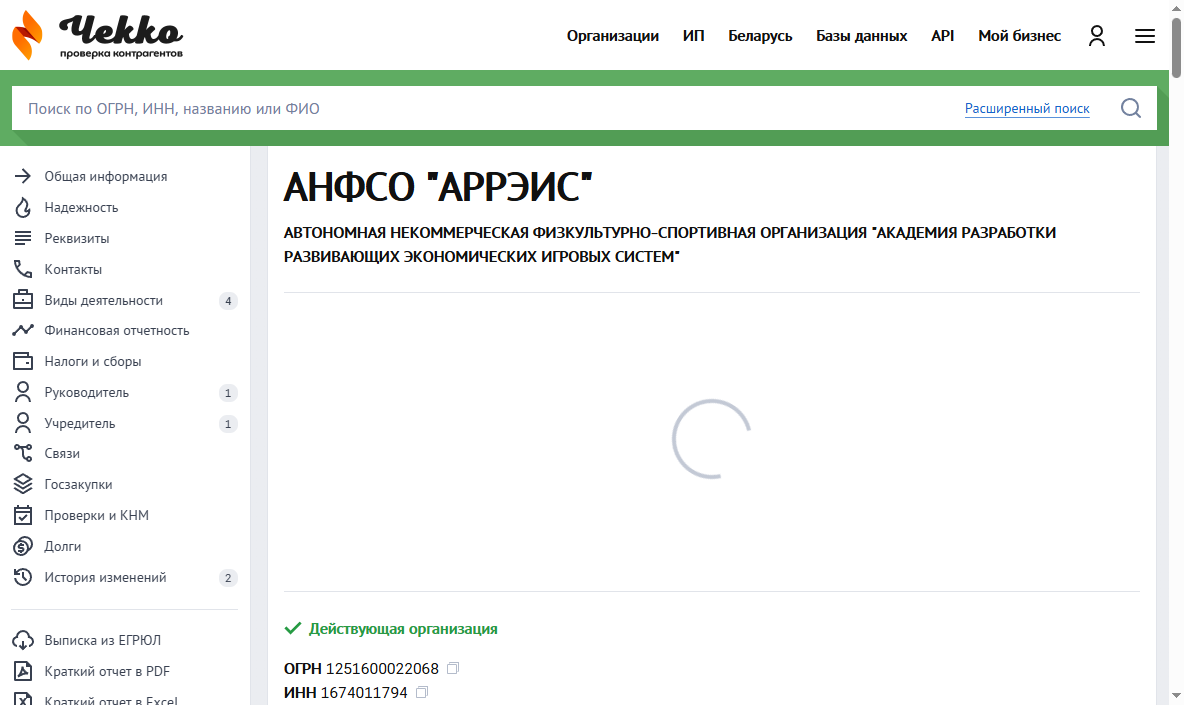 Чекко
проверка контрагентов
Организации ИП Беларусь Базы данных API Мой бизнес
Поиск по ОГРН, ИНН, названию или ФИО Расширенный поиск
Общая информация
Надежность
Реквизиты
Контакты
Виды деятельности 4
Финансовая отчетность
Налоги и сборы
Руководитель 1
Учредитель 1
Связи
Госзакупки
Проверки и КНМ
Долги
История изменений 2
Выписка из ЕГРЮЛ
Краткий отчет в PDF
Краткий отчет в Excel
АНФСО "АРРЭИС"
АВТОНОМНАЯ НЕКОММЕРЧЕСКАЯ ФИЗКУЛЬТУРНО-СПОРТИВНАЯ ОРГАНИЗАЦИЯ "АКАДЕМИЯ РАЗРАБОТКИ
РАЗВИВАЮЩИХ ЭКОНОМИЧЕСКИХ ИГРОВЫХ СИСТЕМ"
Действующая организация
ОГРН 1251600022068
ИНН 1674011794